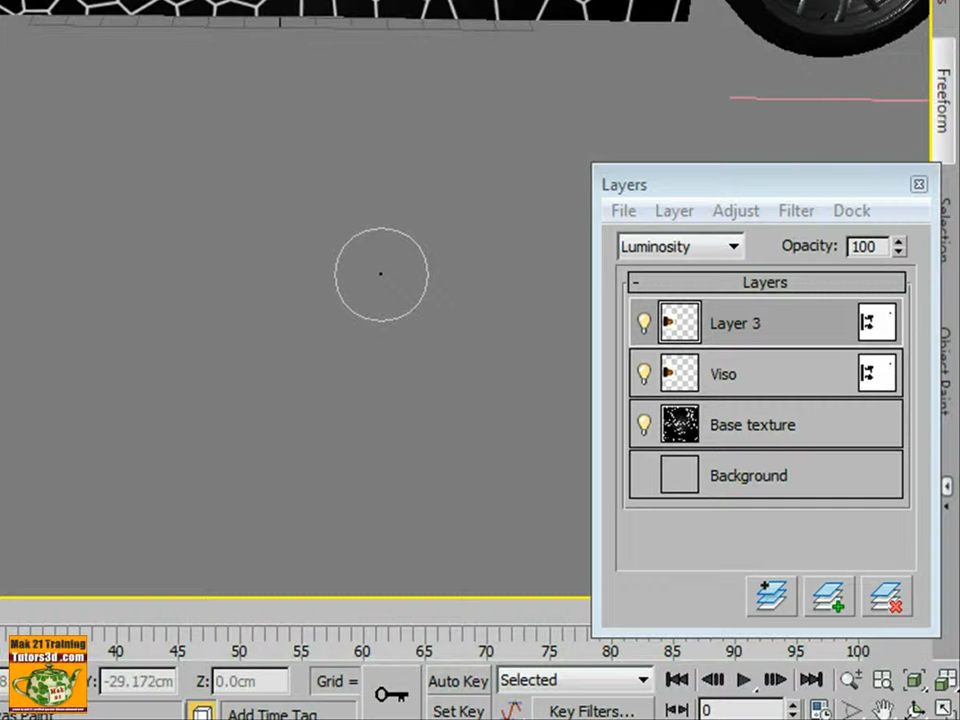 Freeform
Selection
Object Paint
Layers
File Layer Adjust Filter Dock
Luminosity Opacity: 100
- Layers
Layer 3
Viso
Base texture
Background
40 45 50 55 60 65 70 75 80 85 90 95 100
Mak 21 Training
Tutors3d.com
Y: -29.172cm Z: 0.0cm Grid = Auto Key Selected
Add Time Tag Set Key Key Filters... 0